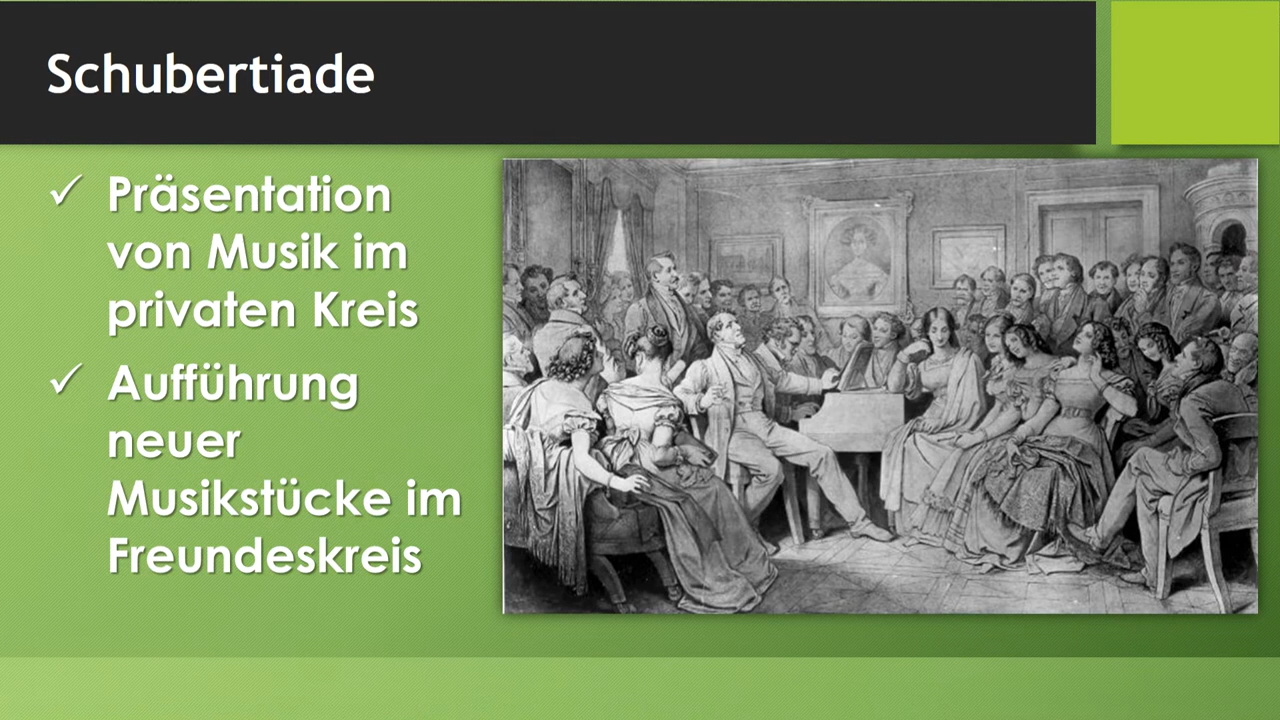 Schubertiade
✓ Präsentation
von Musik im
privaten Kreis
✓ Aufführung
neuer
Musikstücke im
Freundeskreis